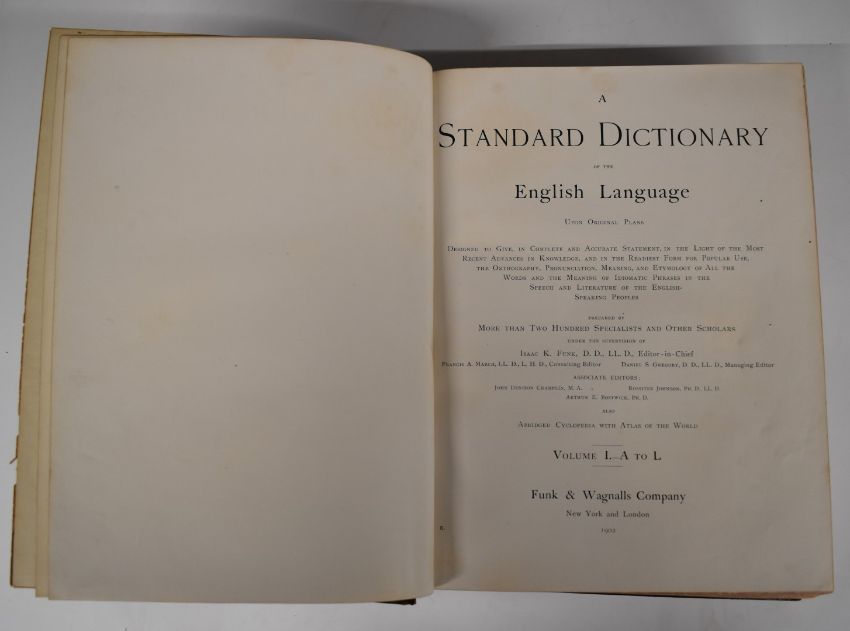 A
STANDARD DICTIONARY
OF THE
English Language
UPON ORIGINAL PLANS
DESIGNED TO GIVE, IN COMPLETE AND ACCURATE STATEMENT, IN THE LIGHT OF THE MOST
RECENT ADVANCES IN KNOWLEDGE, AND IN THE READIEST FORM FOR POPULAR USE,
THE ORTHOGRAPHY, PRONUNCIATION, MEANING, AND ETYMOLOGY OF ALL THE
WORDS AND THE MEANING OF IDIOMATIC PHRASES IN THE
SPEECH AND LITERATURE OF THE ENGLISH-
SPEAKING PEOPLES
PREPARED BY
MORE THAN TWO HUNDRED SPECIALISTS AND OTHER SCHOLARS
UNDER THE SUPERVISION OF
ISAAC K. FUNK, D. D., LL. D., Editor-in-Chief
FRANCIS A. MARCH, LL. D., L. H. D., Consulting Editor DANIEL S. GREGORY, D. D., LL. D., Managing Editor
ASSOCIATE EDITORS:
JOHN DENISON CHAMPLIN, M. A. ROSSITER JOHNSON, PH. D., LL. D.
ARTHUR E. BOSTWICK, PH. D.
ALSO
ABRIDGED CYCLOPEDIA WITH ATLAS OF THE WORLD
VOLUME I.—A TO L
Funk & Wagnalls Company
New York and London
1902